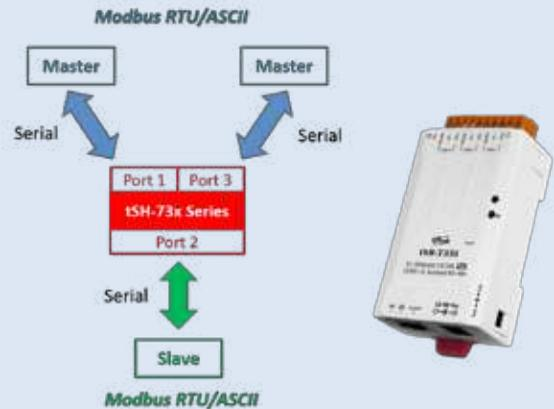 Modbus RTU/ASCII
Master
Master
Serial
Serial
Port 1
Port 3
tSH-73x Series
Port 2
Serial
Slave
Modbus RTU/ASCII